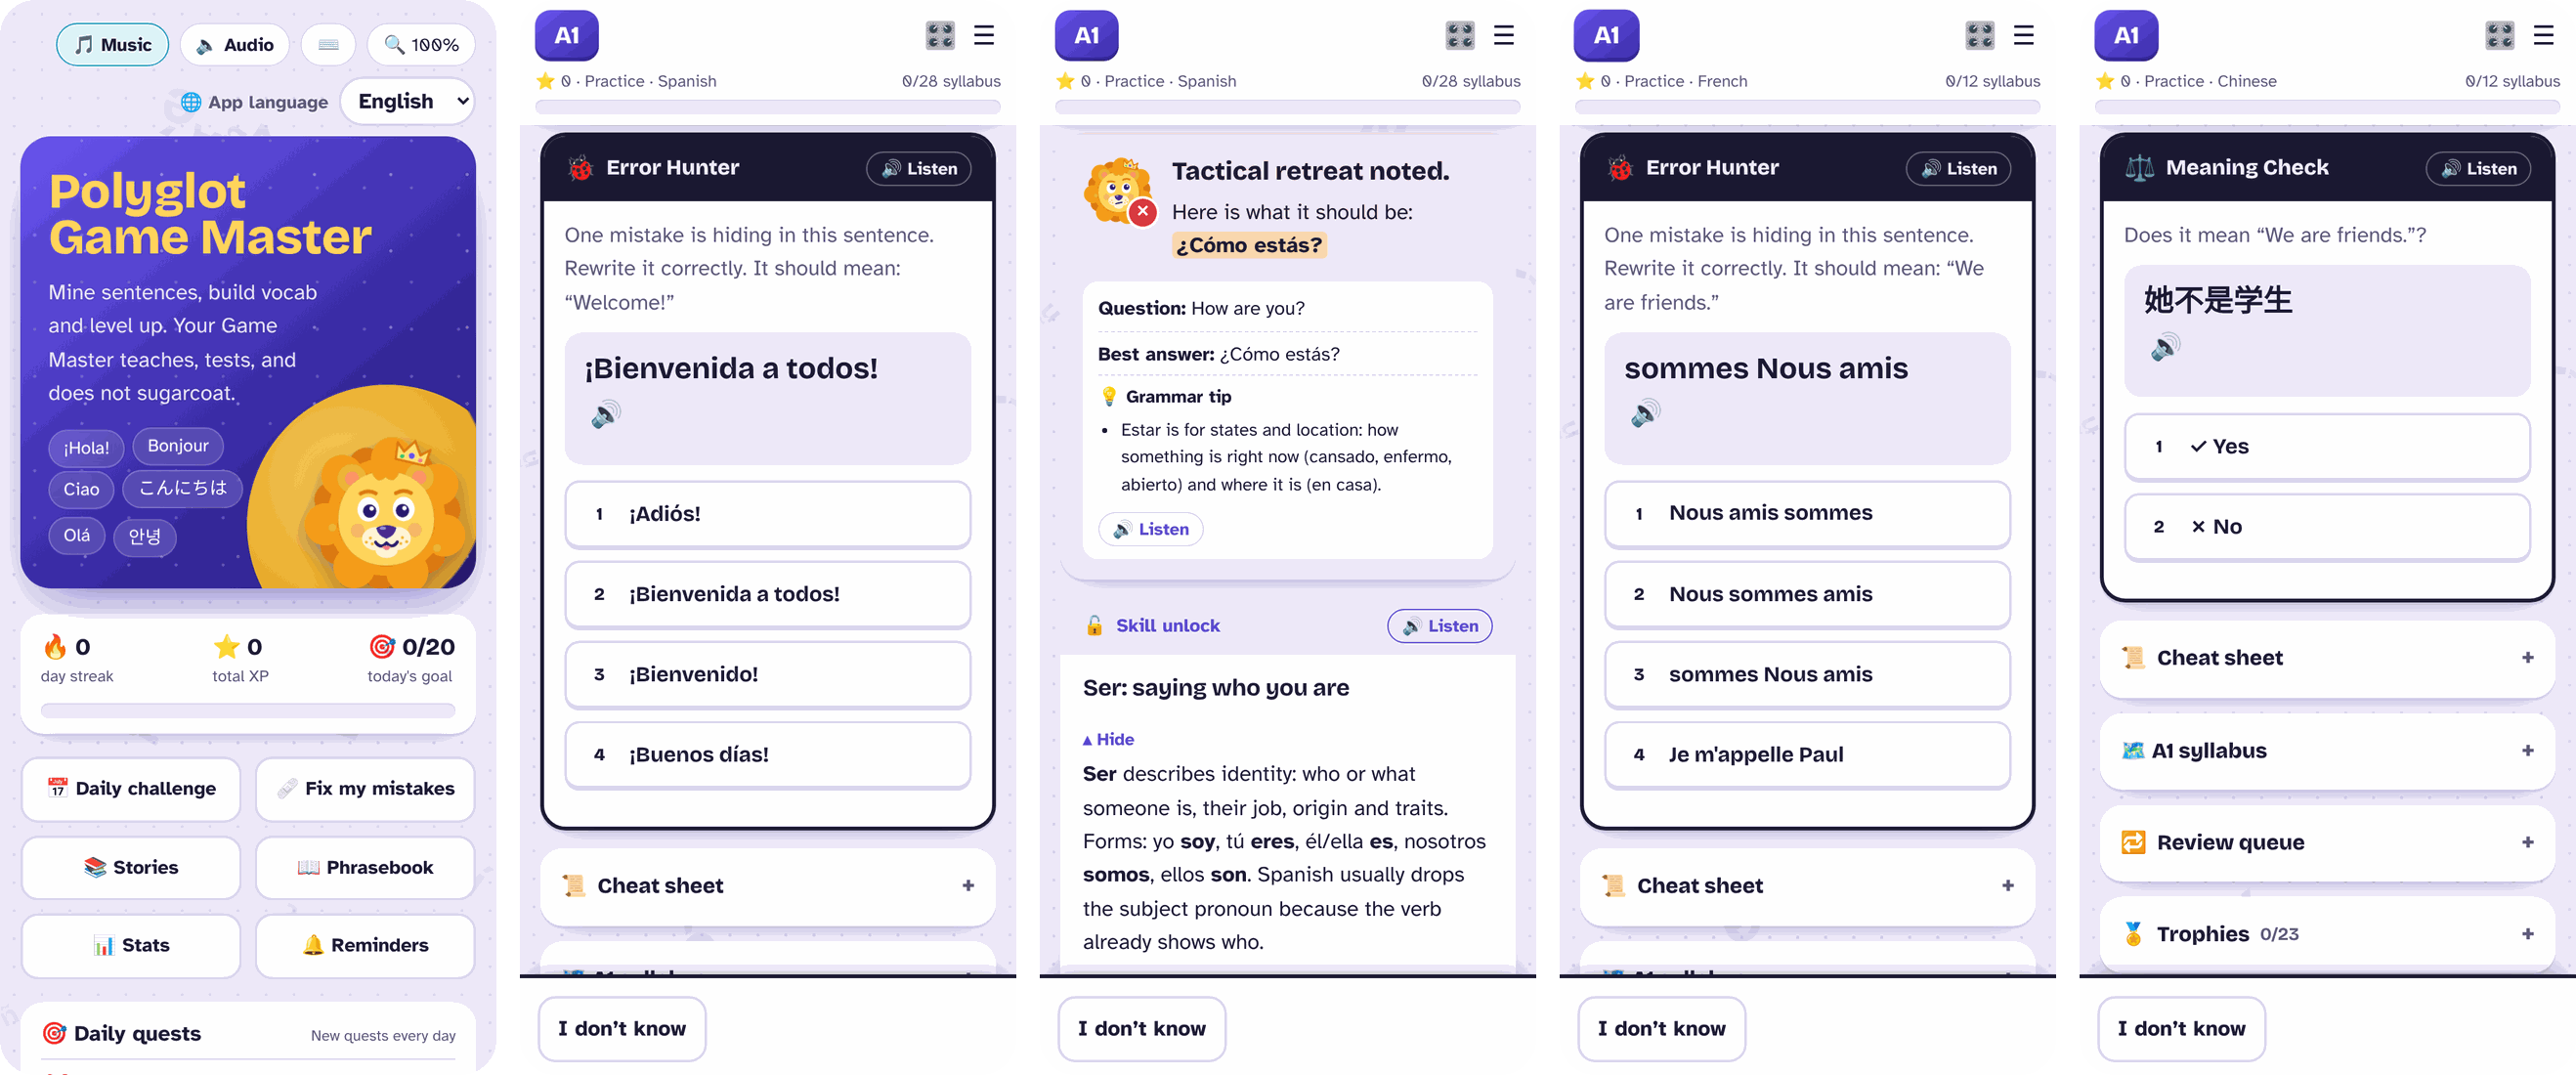 Music
Audio
100%
App language
English
Polyglot
Game Master
Mine sentences, build vocab
and level up. Your Game
Master teaches, tests, and
does not sugarcoat.
¡Hola!
Bonjour
Ciao
こんにちは
Olá
안녕
0
day streak
0
total XP
0/20
today's goal
Daily challenge
Fix my mistakes
Stories
Phrasebook
Stats
Reminders
Daily quests
New quests every day
A1
0 · Practice · Spanish
0/28 syllabus
Error Hunter
Listen
One mistake is hiding in this sentence.
Rewrite it correctly. It should mean:
“Welcome!”
¡Bienvenida a todos!
1 ¡Adiós!
2 ¡Bienvenida a todos!
3 ¡Bienvenido!
4 ¡Buenos días!
Cheat sheet
+
I don’t know
A1
0 · Practice · Spanish
0/28 syllabus
Tactical retreat noted.
Here is what it should be:
¿Cómo estás?
Question: How are you?
Best answer: ¿Cómo estás?
Grammar tip
• Estar is for states and location: how
something is right now (cansado, enfermo,
abierto) and where it is (en casa).
Listen
Skill unlock
Listen
Ser: saying who you are
▲ Hide
Ser describes identity: who or what
someone is, their job, origin and traits.
Forms: yo soy, tú eres, él/ella es, nosotros
somos, ellos son. Spanish usually drops
the subject pronoun because the verb
already shows who.
I don’t know
A1
0 · Practice · French
0/12 syllabus
Error Hunter
Listen
One mistake is hiding in this sentence.
Rewrite it correctly. It should mean: “We
are friends.”
sommes Nous amis
1 Nous amis sommes
2 Nous sommes amis
3 sommes Nous amis
4 Je m'appelle Paul
Cheat sheet
+
I don’t know
A1
0 · Practice · Chinese
0/12 syllabus
Meaning Check
Listen
Does it mean “We are friends.”?
她不是学生
1 ✓ Yes
2 ✕ No
Cheat sheet
+
A1 syllabus
+
Review queue
+
Trophies 0/23
+
I don’t know